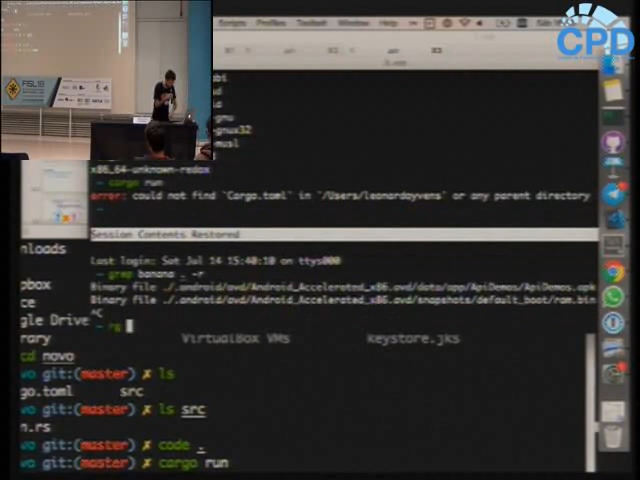 Scripts Profiles Toolbelt Window Help
CPD
FISL18
gnu
gnux32
x86_64-unknown-redox
~ cargo run
error: could not find `Cargo.toml` in `/Users/leonardoyvens` or any parent directory
Session Contents Restored
Last login: Sat Jul 14 15:40:10 on ttys000
~ grep banana . -r
Binary file ./.android/avd/Android_Accelerated_x86.avd/data/app/ApiDemos/ApiDemos.apk
Binary file ./.android/avd/Android_Accelerated_x86.avd/snapshots/default_boot/ram.bin
^C
~ rg
nloads
pbox
ce
gle Drive
rary
VirtualBox VMs
keystore.jks
cd novo
vo git:(master) ✗ ls
go.toml src
vo git:(master) ✗ ls src
n.rs
vo git:(master) ✗ code .
vo git:(master) ✗ cargo run